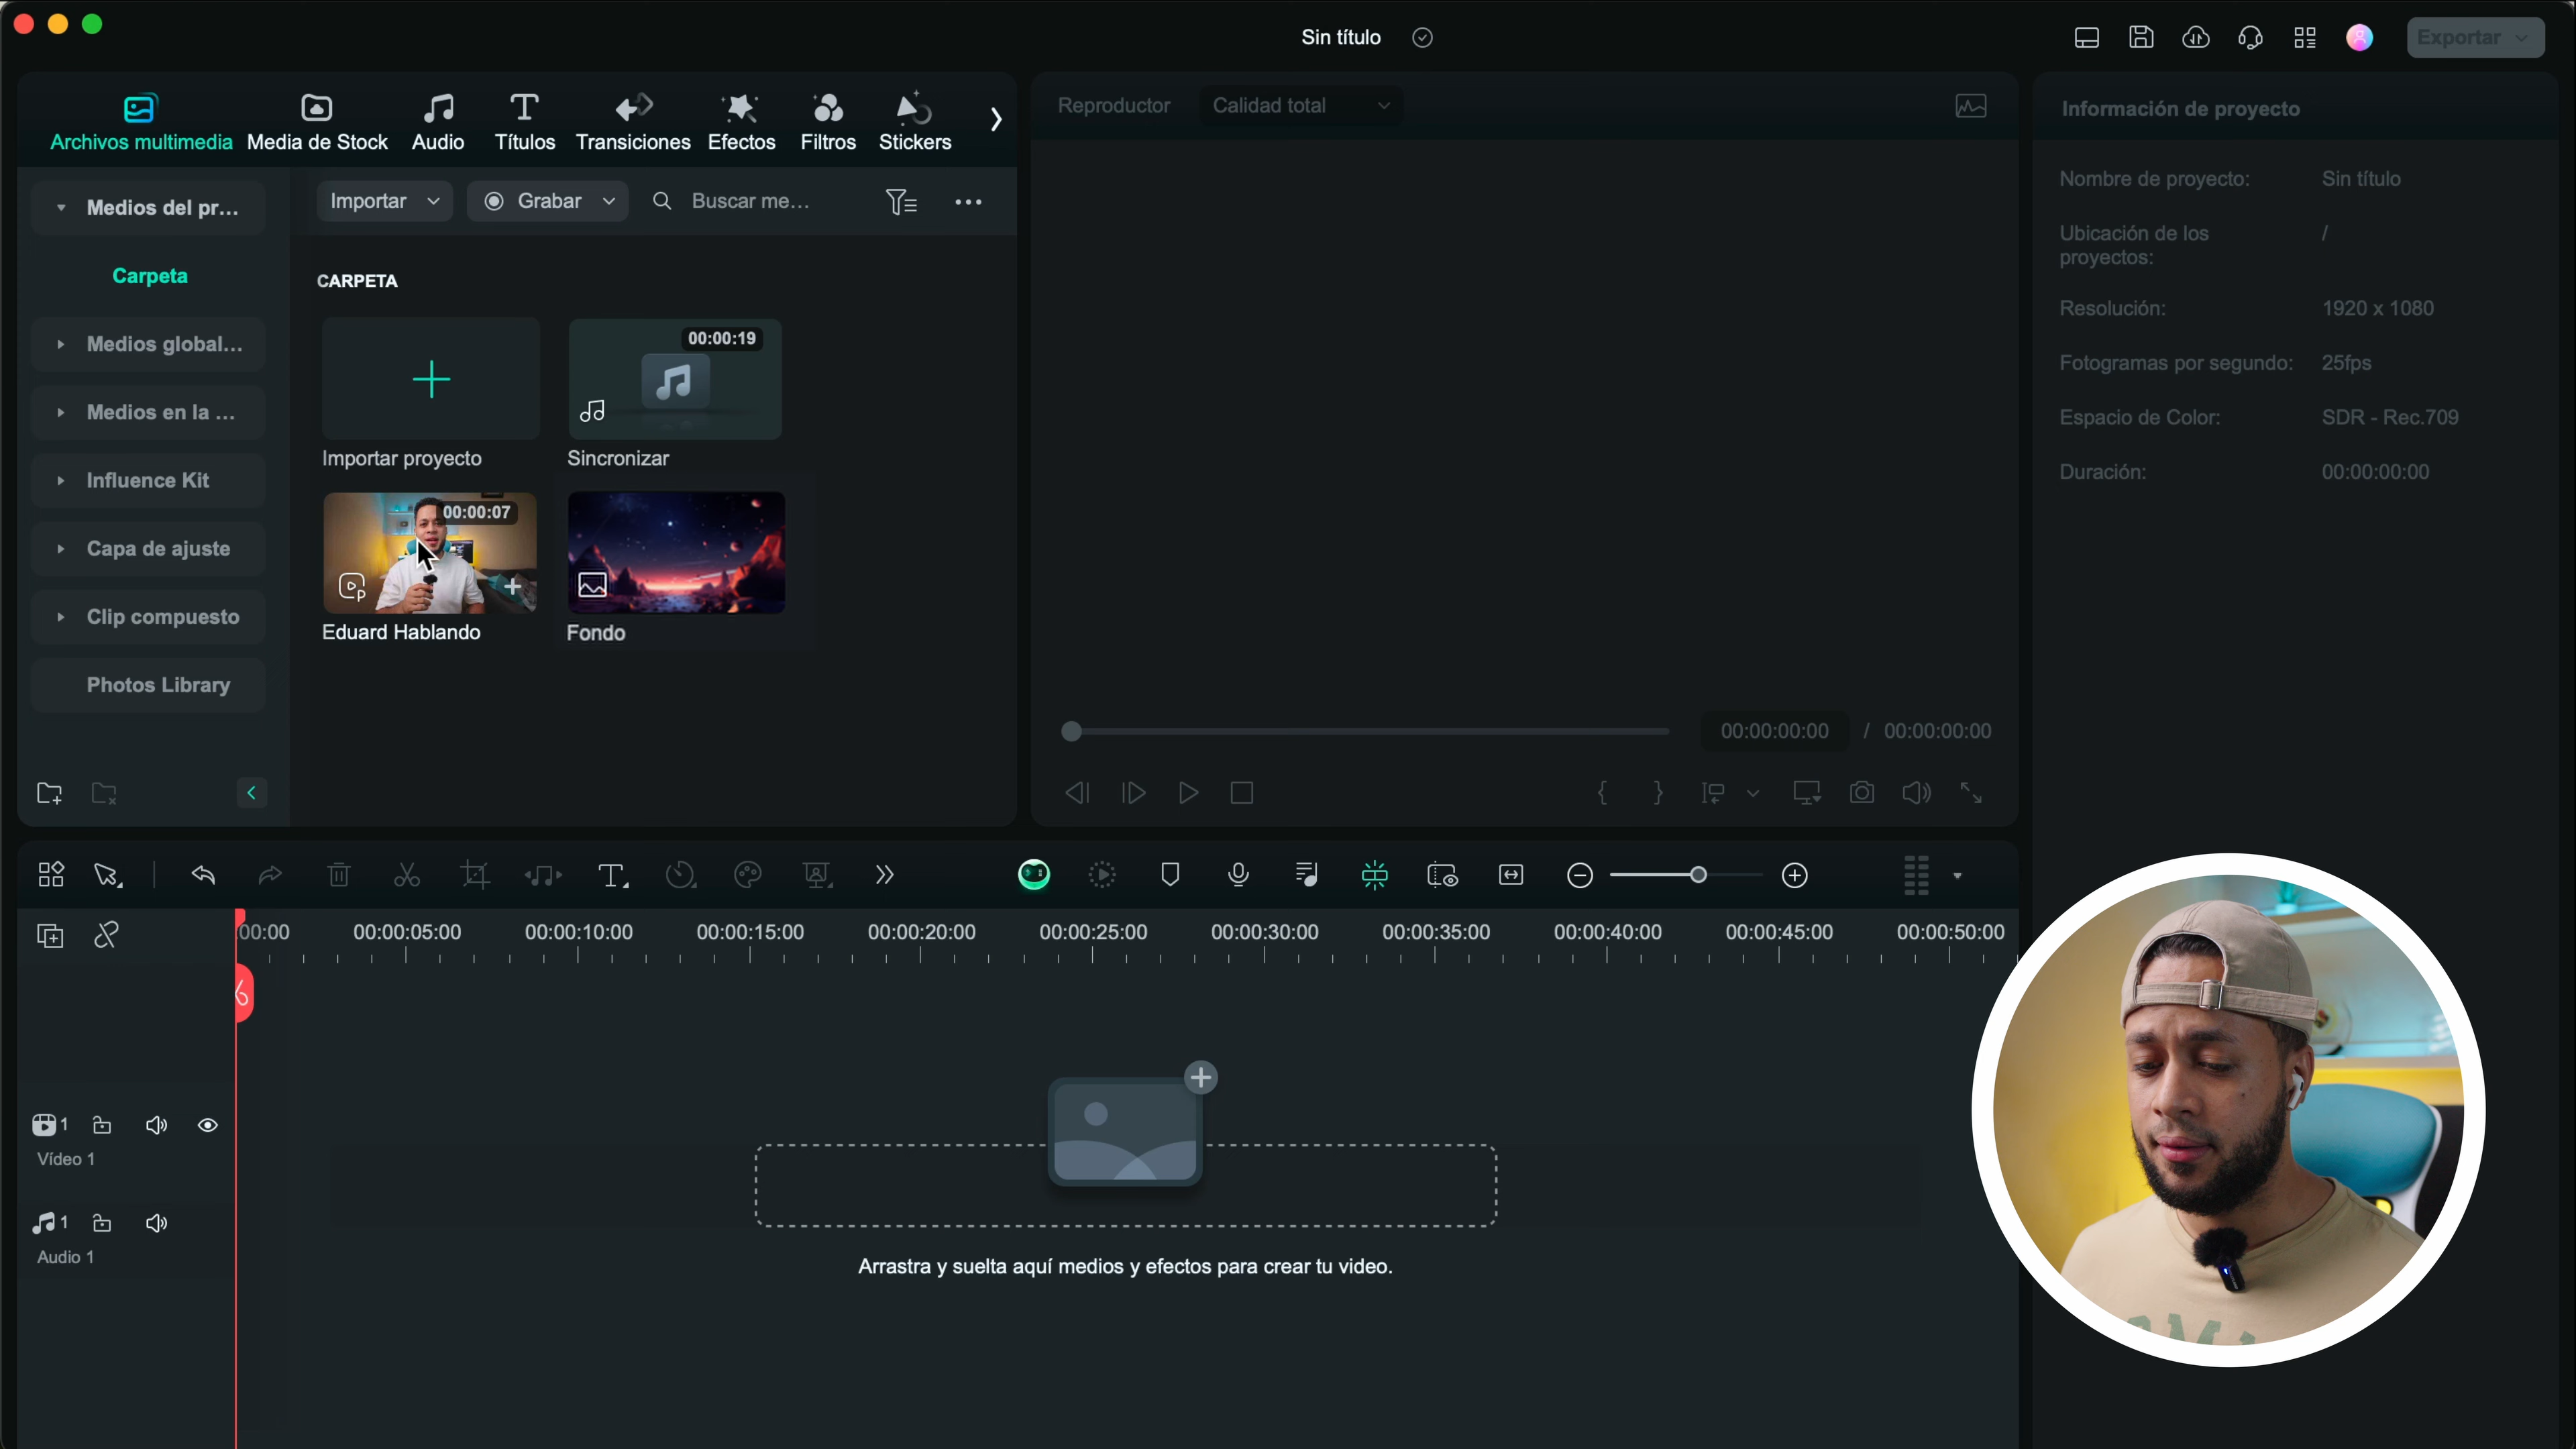 Sin título
Exportar
Archivos multimedia
Media de Stock
Audio
Títulos
Transiciones
Efectos
Filtros
Stickers
Medios del pr...
Carpeta
Medios global...
Medios en la ...
Influence Kit
Capa de ajuste
Clip compuesto
Photos Library
Importar
Grabar
Buscar me...
CARPETA
Importar proyecto
00:00:19
Sincronizar
00:00:07
Eduard Hablando
Fondo
Reproductor
Calidad total
00:00:00:00 / 00:00:00:00
Información de proyecto
Nombre de proyecto: Sin título
Ubicación de los /
proyectos:
Resolución: 1920 x 1080
Fotogramas por segundo: 25fps
Espacio de Color: SDR - Rec.709
Duración: 00:00:00:00
:00:00 00:00:05:00 00:00:10:00 00:00:15:00 00:00:20:00 00:00:25:00 00:00:30:00 00:00:35:00 00:00:40:00 00:00:45:00 00:00:50:00
1
Vídeo 1
1
Audio 1
Arrastra y suelta aquí medios y efectos para crear tu video.